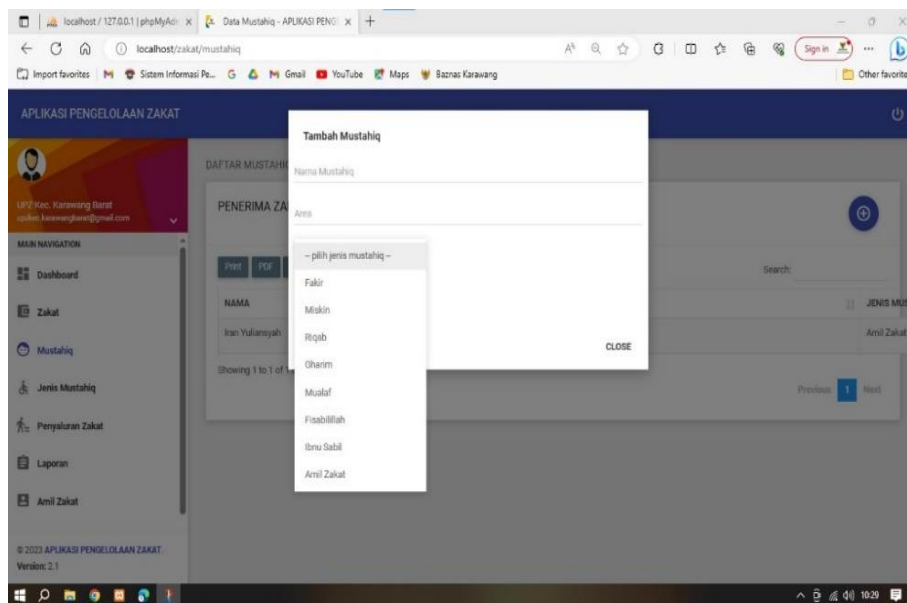 localhost / 127.0.0.1 | phpMyAdr
Data Mustahiq - APLIKASI PENG
localhost/zakat/mustahiq
Sign in
Import favorites
Sistem Informasi Pe...
Gmail
YouTube
Maps
Baznas Karawang
Other favorite
APLIKASI PENGELOLAAN ZAKAT
UPZ Kec. Karawang Barat
MAIN NAVIGATION
Dashboard
Zakat
Mustahiq
Jenis Mustahiq
Penyaluran Zakat
Laporan
Amil Zakat
© 2023 APLIKASI PENGELOLAAN ZAKAT.
Version: 2.1
DAFTAR MUSTAHI
PENERIMA ZA
Print PDF
Search:
NAMA
JENIS MUS
Iran Yuliansyah
Amil Zakat
Showing 1 to 1 of
Previous 1 Next
Tambah Mustahiq
Nama Mustahiq
Area
-- pilih jenis mustahiq --
Fakir
Miskin
Riqab
Gharim
Mualaf
Fisabilillah
Ibnu Sabil
Amil Zakat
CLOSE
10:29